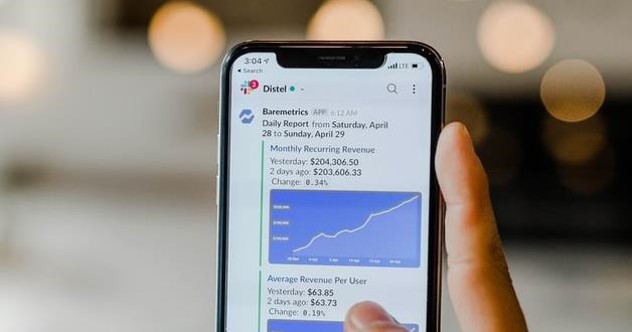 3:04
LTE
Search
3
Distel
Baremetrics APP 6:12 AM
Daily Report from Saturday, April
28 to Sunday, April 29
Monthly Recurring Revenue
Yesterday: $204,306.50
2 days ago: $203,606.33
Change: 0.34%
Average Revenue Per User
Yesterday: $63.85
2 days ago: $63.73
Change: 0.19%